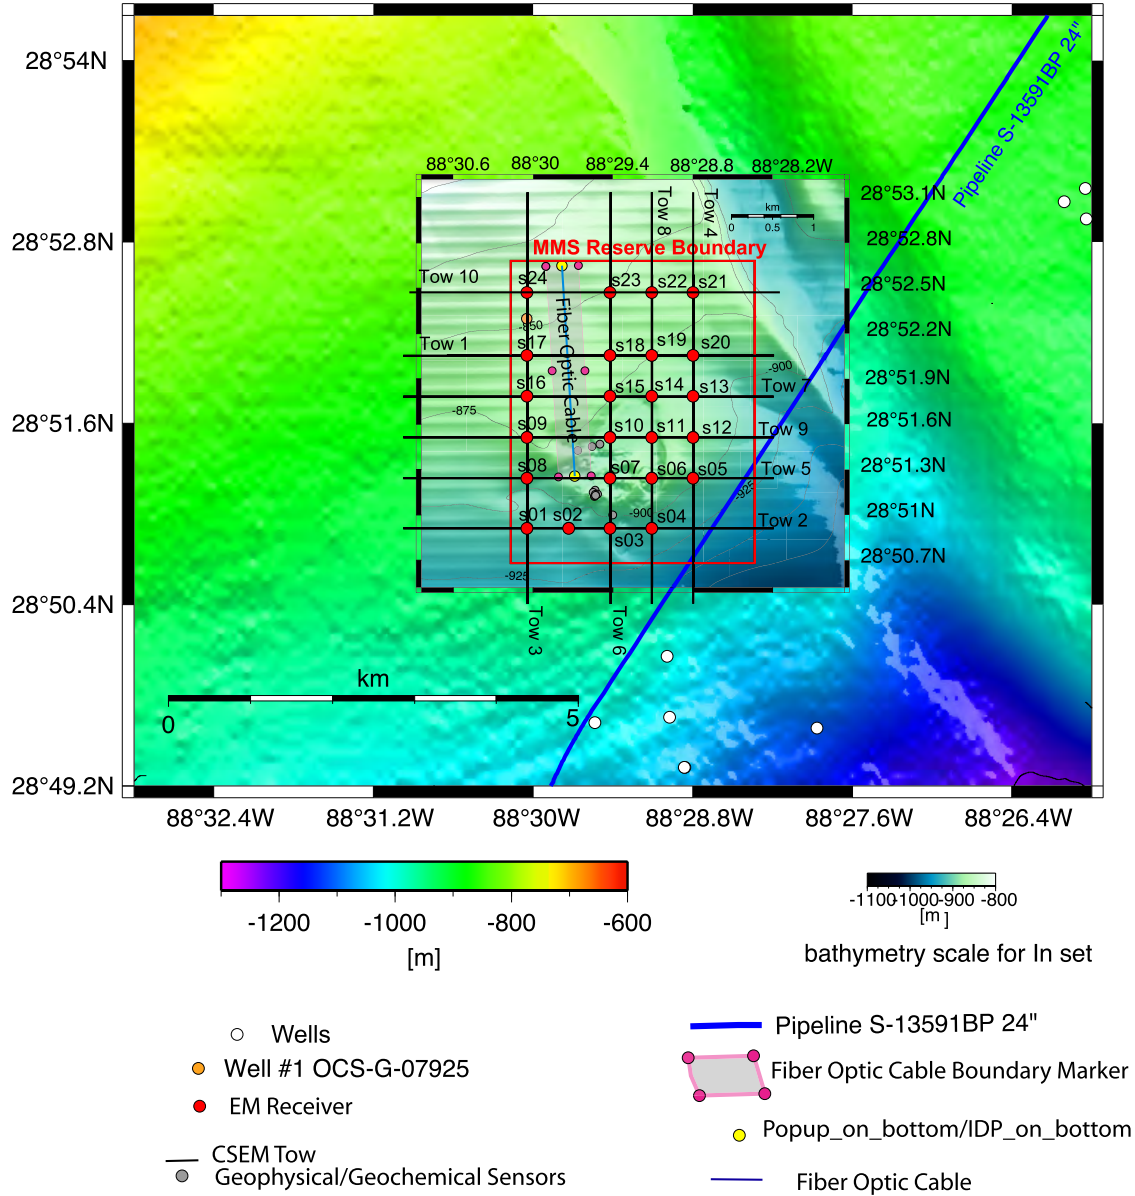 28°54N
28°52.8N
28°51.6N
28°50.4N
28°49.2N
Pipeline S-13591BP 24"
88°30.6
88°30
88°29.4
88°28.8
88°28.2W
28°53.1N
28°52.8N
28°52.5N
28°52.2N
28°51.9N
28°51.6N
28°51.3N
28°51N
28°50.7N
Tow 8
Tow 4
km
0
0.5
1
MMS Reserve Boundary
Tow 10
s24
s23
s22
s21
-850
Fiber Optic Cable
Tow 1
s17
s18
s19
s20
-900
s16
s15
s14
s13
Tow 7
-875
s09
s10
s11
s12
Tow 9
s08
s07
s06
s05
Tow 5
-925
s01
s02
-900
s04
Tow 2
s03
-925
Tow 3
Tow 6
km
0
5
88°32.4W
88°31.2W
88°30W
88°28.8W
88°27.6W
88°26.4W
-1200
-1000
-800
-600
[m]
-1100
-1000
-900
-800
[m ]
bathymetry scale for In set
Wells
Well #1 OCS-G-07925
EM Receiver
CSEM Tow
Geophysical/Geochemical Sensors
Pipeline S-13591BP 24"
Fiber Optic Cable Boundary Marker
Popup_on_bottom/IDP_on_bottom
Fiber Optic Cable